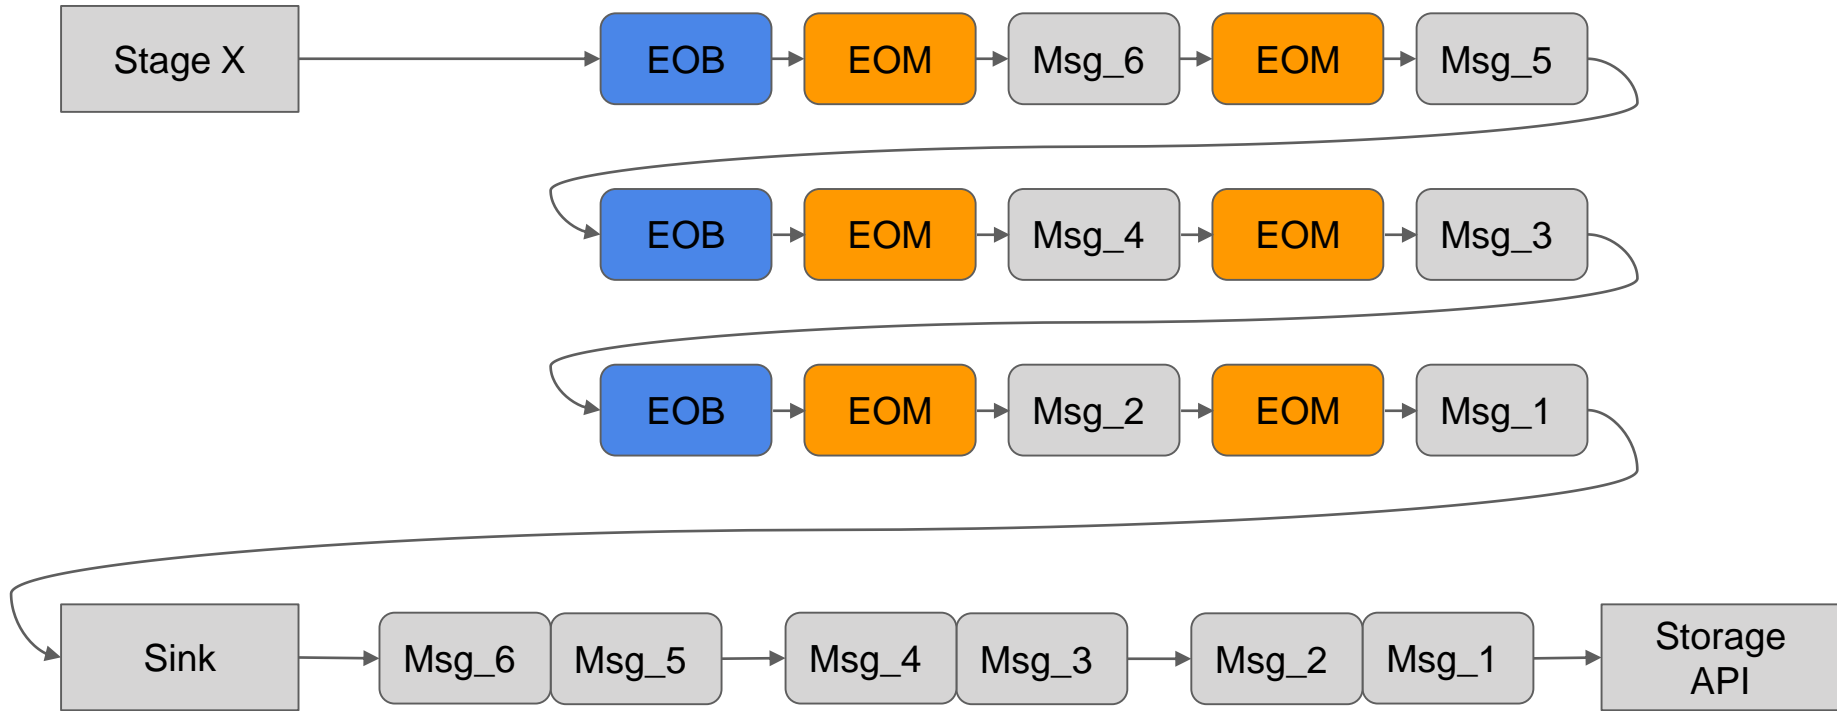 Stage X
EOB
EOM
Msg_6
EOM
Msg_5
EOB
EOM
Msg_4
EOM
Msg_3
EOB
EOM
Msg_2
EOM
Msg_1
Sink
Msg_6
Msg_5
Msg_4
Msg_3
Msg_2
Msg_1
Storage
API